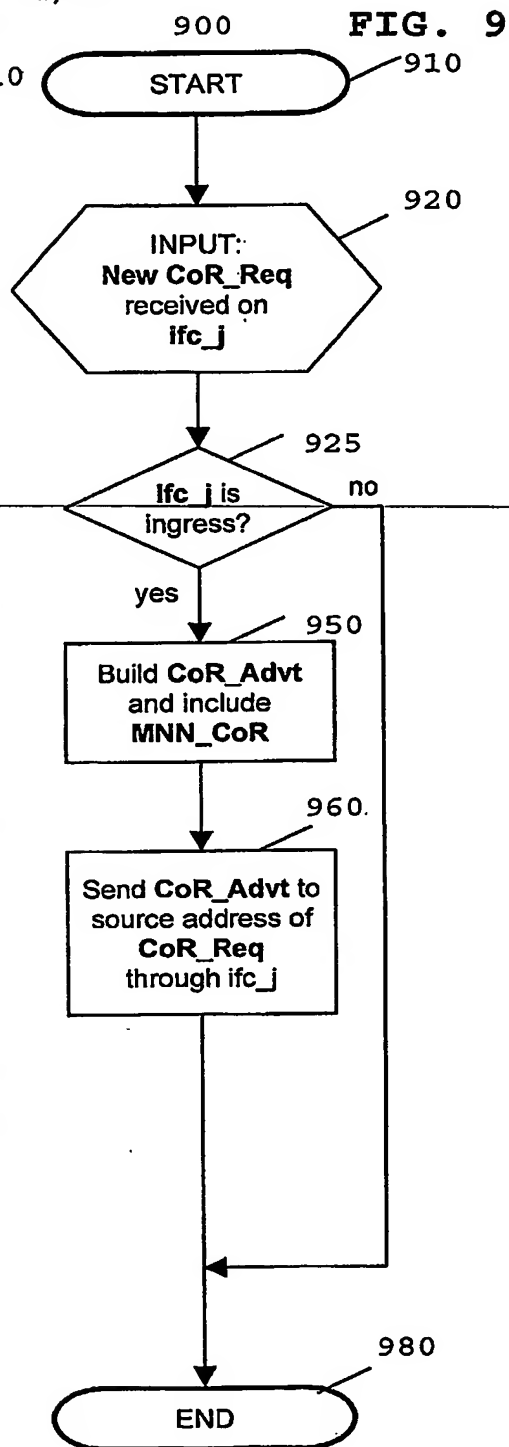 900
FIG. 9
START
910
920
INPUT:
New CoR_Req
received on
ifc_j
925
Ifc_j is
ingress?
no
yes
950
Build CoR_Advt
and include
MNN_CoR
960
Send CoR_Advt to
source address of
CoR_Req
through ifc_j
980
END